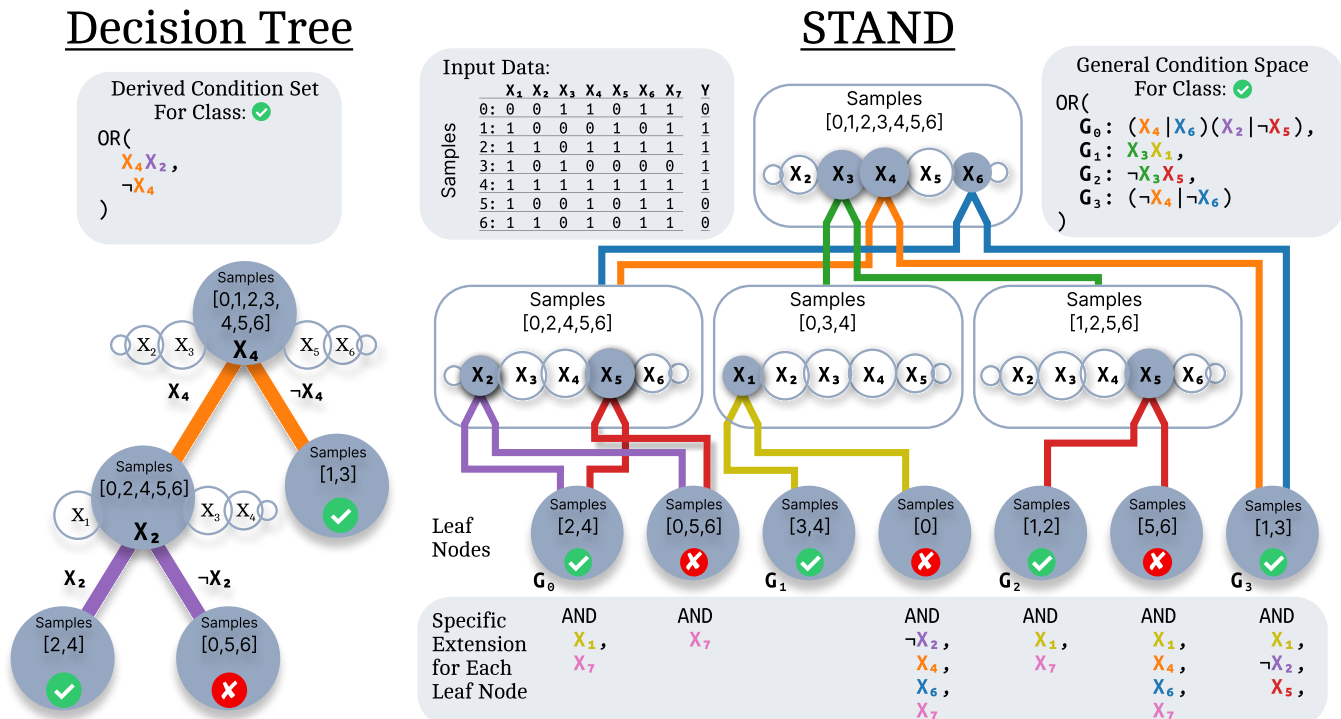 Decision Tree
Derived Condition Set
For Class:
OR(
X₄X₂,
¬X₄
)
Samples
[0,1,2,3,
4,5,6]
X₂ X₃ X₄ X₅ X₆
X₄ ¬X₄
Samples
[1,3]
Samples
[0,2,4,5,6]
X₁ X₂ X₃ X₄
X₂ ¬X₂
Samples
[2,4]
Samples
[0,5,6]
STAND
Input Data:
Samples
X₁ X₂ X₃ X₄ X₅ X₆ X₇ Y
0: 0 0 1 1 0 1 1 0
1: 1 0 0 0 1 0 1 1
2: 1 1 0 1 1 1 1 1
3: 1 0 1 0 0 0 0 1
4: 1 1 1 1 1 1 1 1
5: 1 0 0 1 0 1 1 0
6: 1 0 0 1 0 1 1 0
Samples
[0,1,2,3,4,5,6]
X₂ X₃ X₄ X₅ X₆
General Condition Space
For Class:
OR(
G₀: (X₄|X₆)(X₂|¬X₅),
G₁: X₃X₁,
G₂: ¬X₃X₅,
G₃: (¬X₄|¬X₆)
)
Samples
[0,2,4,5,6]
X₂ X₃ X₄ X₅ X₆
Samples
[0,3,4]
X₁ X₂ X₃ X₄ X₅
Samples
[1,2,5,6]
X₂ X₃ X₄ X₅ X₆
Leaf
Nodes
Samples
[2,4]
G₀
Samples
[0,5,6]
Samples
[3,4]
G₁
Samples
[0]
Samples
[1,2]
G₂
Samples
[5,6]
Samples
[1,3]
G₃
Specific
Extension
for Each
Leaf Node
AND
X₁,
X₇
AND
X₇
AND
¬X₂,
X₄,
X₆,
X₇
AND
X₁,
X₇
AND
X₁,
X₄,
X₆,
X₇
AND
X₁,
¬X₂,
X₅,